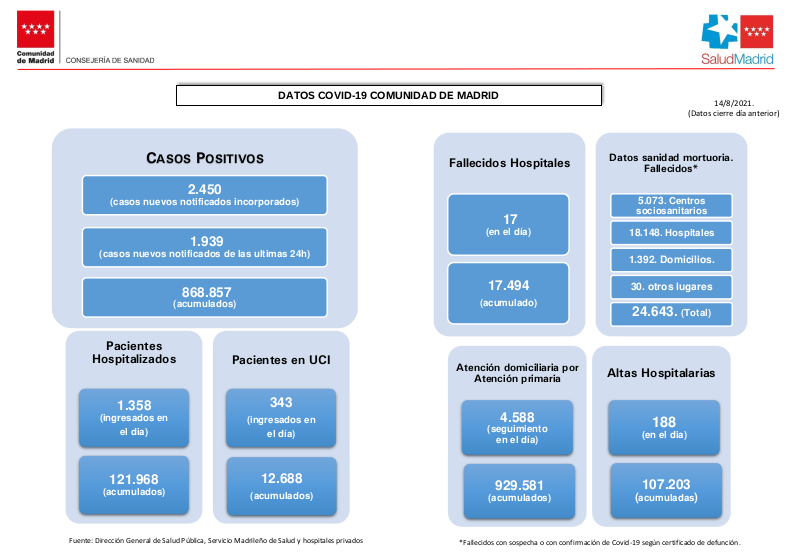 Comunidad
de Madrid
CONSEJERÍA DE SANIDAD
SaludMadrid
DATOS COVID-19 COMUNIDAD DE MADRID
14/8/2021.
(Datos cierre día anterior)
CASOS POSITIVOS
2.450
(casos nuevos notificados incorporados)
1.939
(casos nuevos notificados de las ultimas 24h)
868.857
(acumulados)
Fallecidos Hospitales
17
(en el día)
17.494
(acumulado)
Datos sanidad mortuoria.
Fallecidos*
5.073. Centros
sociosanitarios
18.148. Hospitales
1.392. Domicilios.
30. otros lugares
24.643. (Total)
Pacientes
Hospitalizados
1.358
(ingresados en
el dia)
121.968
(acumulados)
Pacientes en UCI
343
(ingresados en
el día)
12.688
(acumulados)
Atención domiciliaria por
Atención primaria
4.588
(seguimiento
en el día)
929.581
(acumulados)
Altas Hospitalarias
188
(en el dia)
107.203
(acumuladas)
Fuente: Dirección General de Salud Pública, Servicio Madrileño de Salud y hospitales privados
*Fallecidos con sospecha o con confirmación de Covid-19 según certificado de defunción.